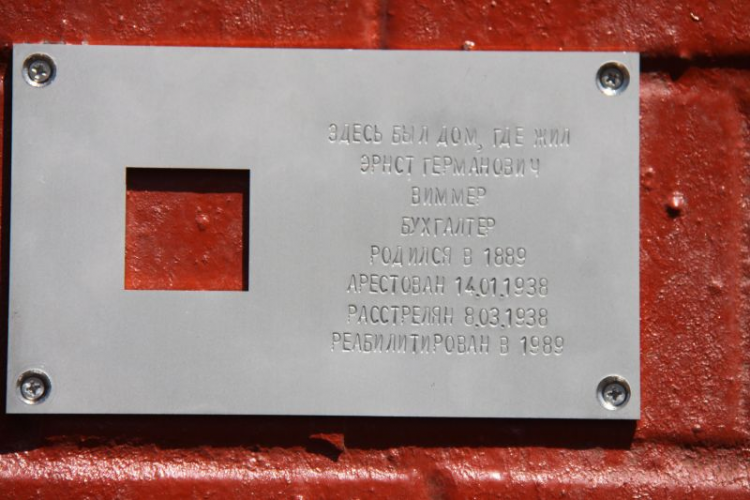 ЗДЕСЬ БЫЛ ДОМ, ГДЕ ЖИЛ
ЭРНСТ ГЕРМАНОВИЧ
ВИММЕР
БУХГАЛТЕР
РОДИЛСЯ В 1889
АРЕСТОВАН 14.01.1938
РАССТРЕЛЯН 8.03.1938
РЕАБИЛИТИРОВАН В 1989